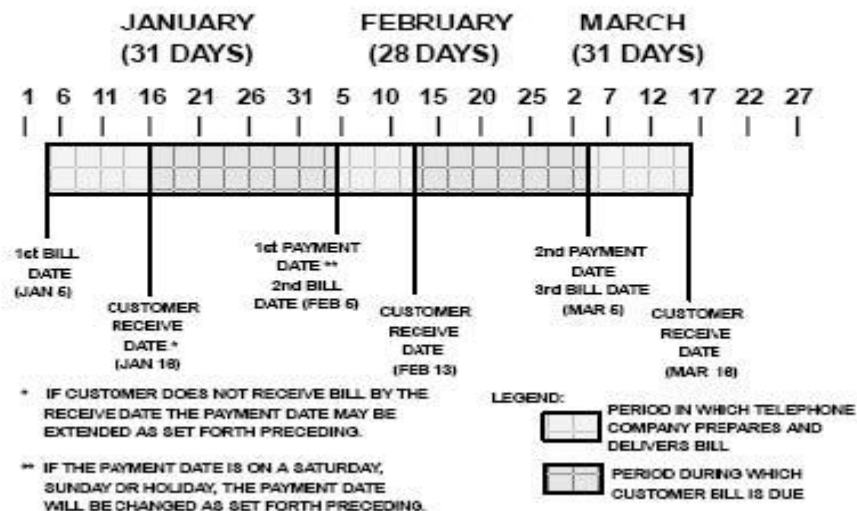 JANUARY FEBRUARY MARCH
(31 DAYS) (28 DAYS) (31 DAYS)
1 6 11 16 21 26 31 5 10 15 20 25 2 7 12 17 22 27
1st BILL
DATE
(JAN 5)
CUSTOMER
RECEIVE
DATE *
(JAN 16)
1st PAYMENT
DATE **
2nd BILL
DATE (FEB 5)
CUSTOMER
RECEIVE
DATE
(FEB 13)
2nd PAYMENT
DATE
3rd BILL DATE
(MAR 5)
CUSTOMER
RECEIVE
DATE
(MAR 16)
* IF CUSTOMER DOES NOT RECEIVE BILL BY THE
RECEIVE DATE THE PAYMENT DATE MAY BE
EXTENDED AS SET FORTH PRECEDING.
** IF THE PAYMENT DATE IS ON A SATURDAY,
SUNDAY OR HOLIDAY, THE PAYMENT DATE
WILL BE CHANGED AS SET FORTH PRECEDING.
LEGEND:
PERIOD IN WHICH TELEPHONE
COMPANY PREPARES AND
DELIVERS BILL
PERIOD DURING WHICH
CUSTOMER BILL IS DUE